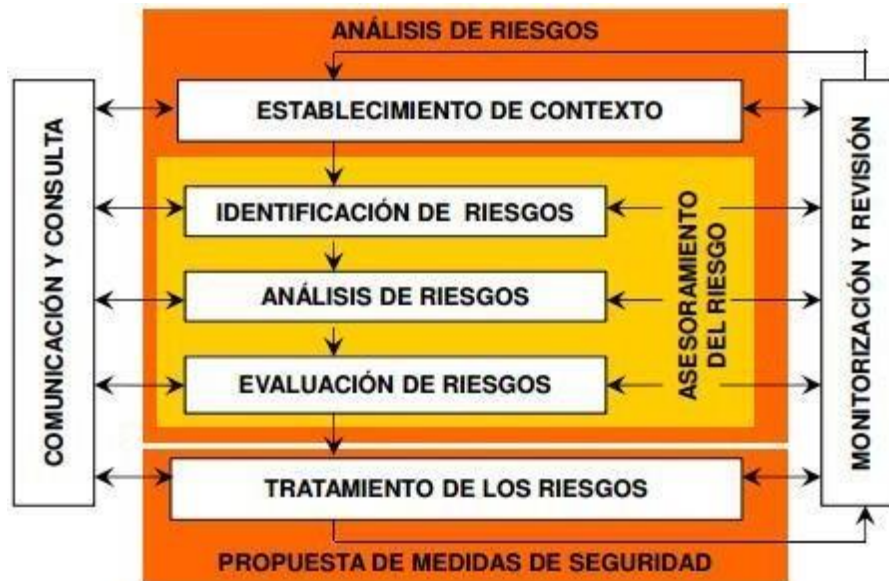 ANÁLISIS DE RIESGOS
ESTABLECIMIENTO DE CONTEXTO
COMUNICACIÓN Y CONSULTA
IDENTIFICACIÓN DE RIESGOS
ANÁLISIS DE RIESGOS
EVALUACIÓN DE RIESGOS
ASESORAMIENTO
DEL RIESGO
MONITORIZACIÓN Y REVISIÓN
TRATAMIENTO DE LOS RIESGOS
PROPUESTA DE MEDIDAS DE SEGURIDAD